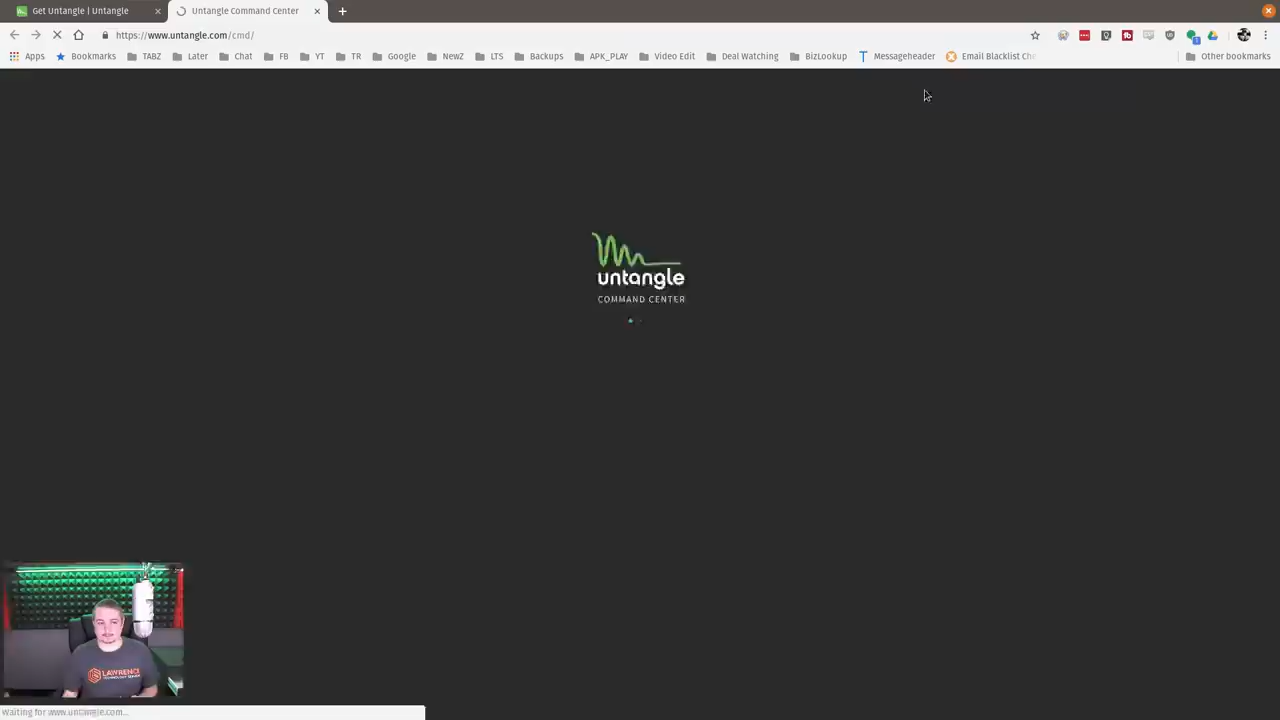 Get Untangle | Untangle
Untangle Command Center
https://www.untangle.com/cmd/
Apps Bookmarks TABZ Later Chat FB YT TR Google NewZ LTS Backups APK_PLAY Video Edit Deal Watching BizLookup Messageheader Email Blacklist Che Other bookmarks
untangle
COMMAND CENTER
LAWRENCE
Waiting for www.untangle.com...